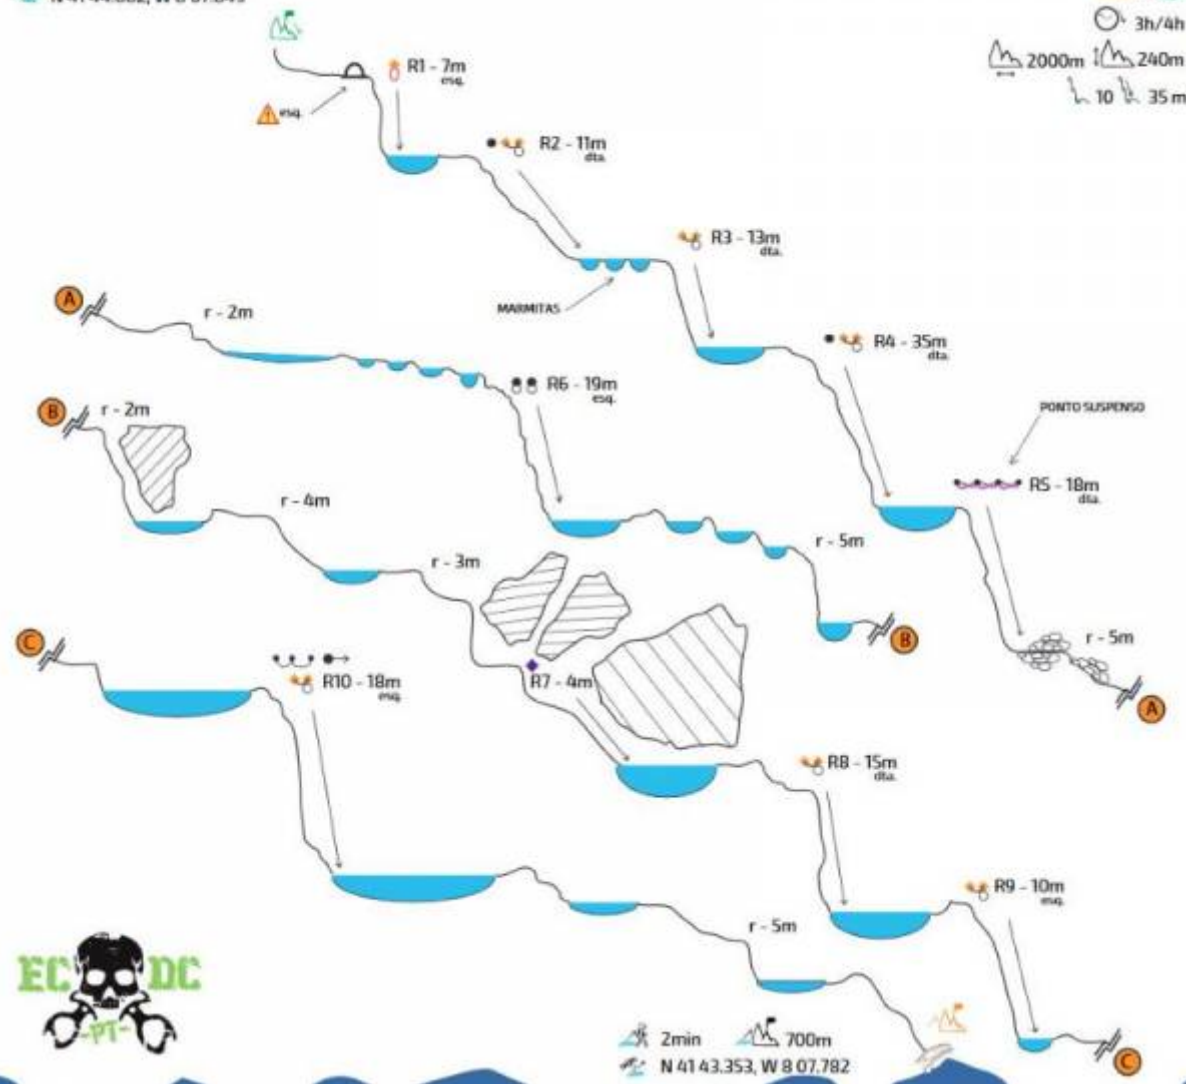 3h/4h
2000m 240m
10 35 m
R1 - 7m
esq.
esq.
R2 - 11m
dta.
R3 - 13m
dta.
MARMITAS
R4 - 35m
dta.
PONTO SUSPENSO
R5 - 18m
dta.
r - 5m
A
A
r - 2m
R6 - 19m
esq.
r - 5m
B
B
r - 2m
r - 4m
r - 3m
R7 - 4m
R8 - 15m
dta.
R9 - 10m
esq.
C
C
R10 - 18m
esq.
r - 5m
EC DC
-PT-
2min 700m
N 41 43.353, W 8 07.782